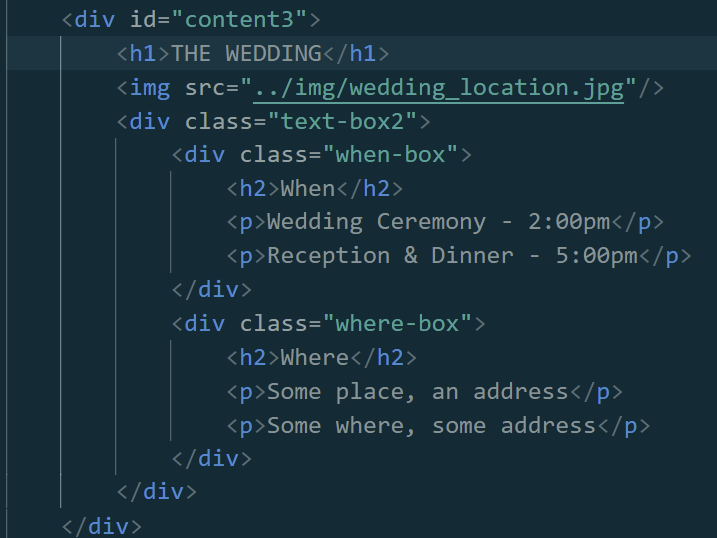 <div id="content3">
<h1>THE WEDDING</h1>
<img src="../img/wedding_location.jpg"/>
<div class="text-box2">
<div class="when-box">
<h2>When</h2>
<p>Wedding Ceremony - 2:00pm</p>
<p>Reception & Dinner - 5:00pm</p>
</div>
<div class="where-box">
<h2>Where</h2>
<p>Some place, an address</p>
<p>Some where, some address</p>
</div>
</div>
</div>